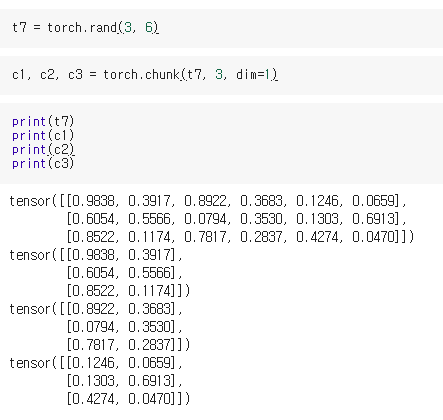 t7 = torch.rand(3, 6)
c1, c2, c3 = torch.chunk(t7, 3, dim=1)
print(t7)
print(c1)
print(c2)
print(c3)
tensor([[0.9838, 0.3917, 0.8922, 0.3683, 0.1246, 0.0659],
[0.6054, 0.5566, 0.0794, 0.3530, 0.1303, 0.6913],
[0.8522, 0.1174, 0.7817, 0.2837, 0.4274, 0.0470]])
tensor([[0.9838, 0.3917],
[0.6054, 0.5566],
[0.8522, 0.1174]])
tensor([[0.8922, 0.3683],
[0.0794, 0.3530],
[0.7817, 0.2837]])
tensor([[0.1246, 0.0659],
[0.1303, 0.6913],
[0.4274, 0.0470]])